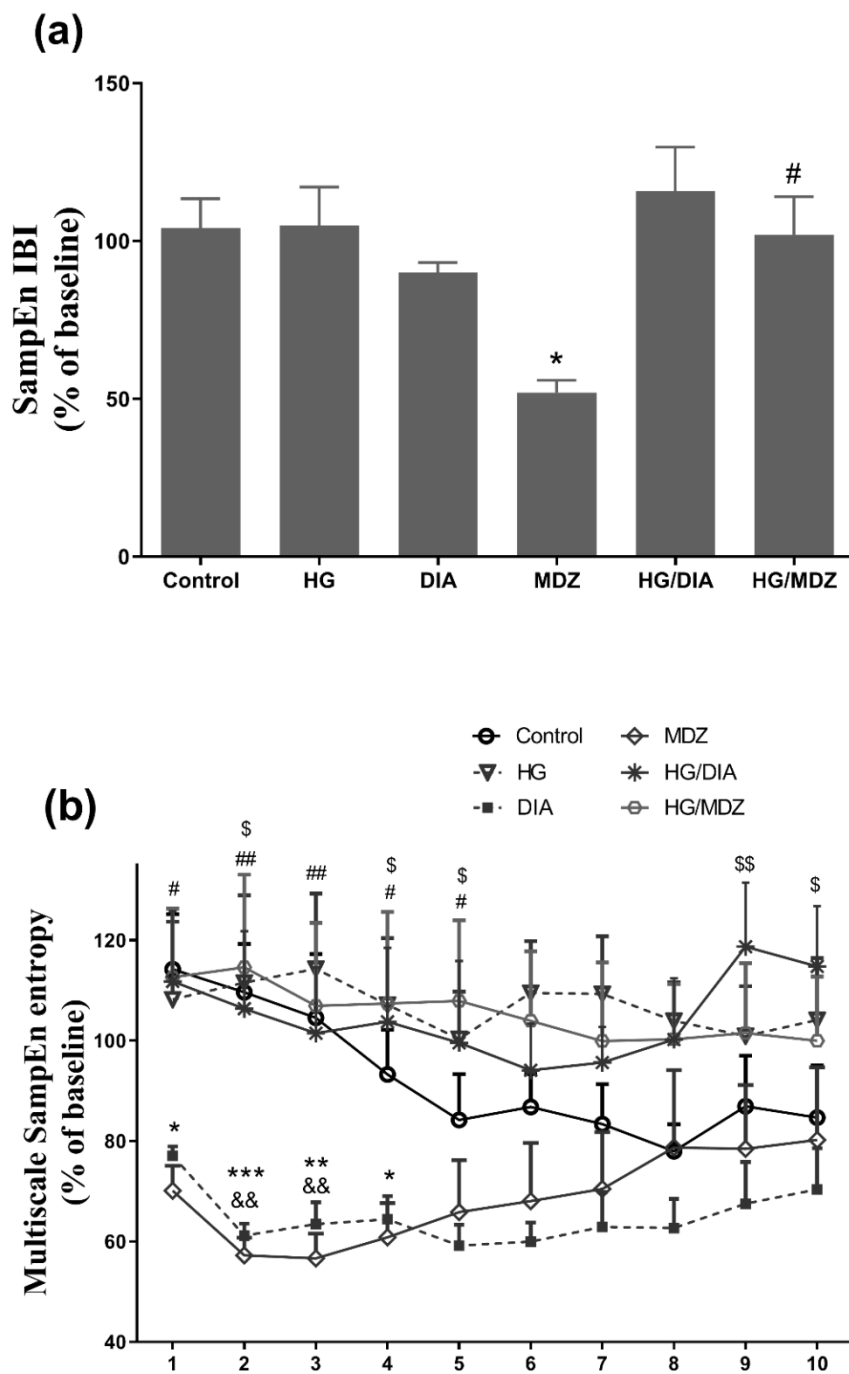 (a)
SampEn IBI
(% of baseline)
150
100
50
0
*
#
Control HG DIA MDZ HG/DIA HG/MDZ
Control MDZ
HG HG/DIA
DIA HG/MDZ
(b)
Multiscale SampEn entropy
(% of baseline)
$ $ $ $$ $
# ## ## # #
120
100
80
* *** ** *
&& &&
60
40
1 2 3 4 5 6 7 8 9 10